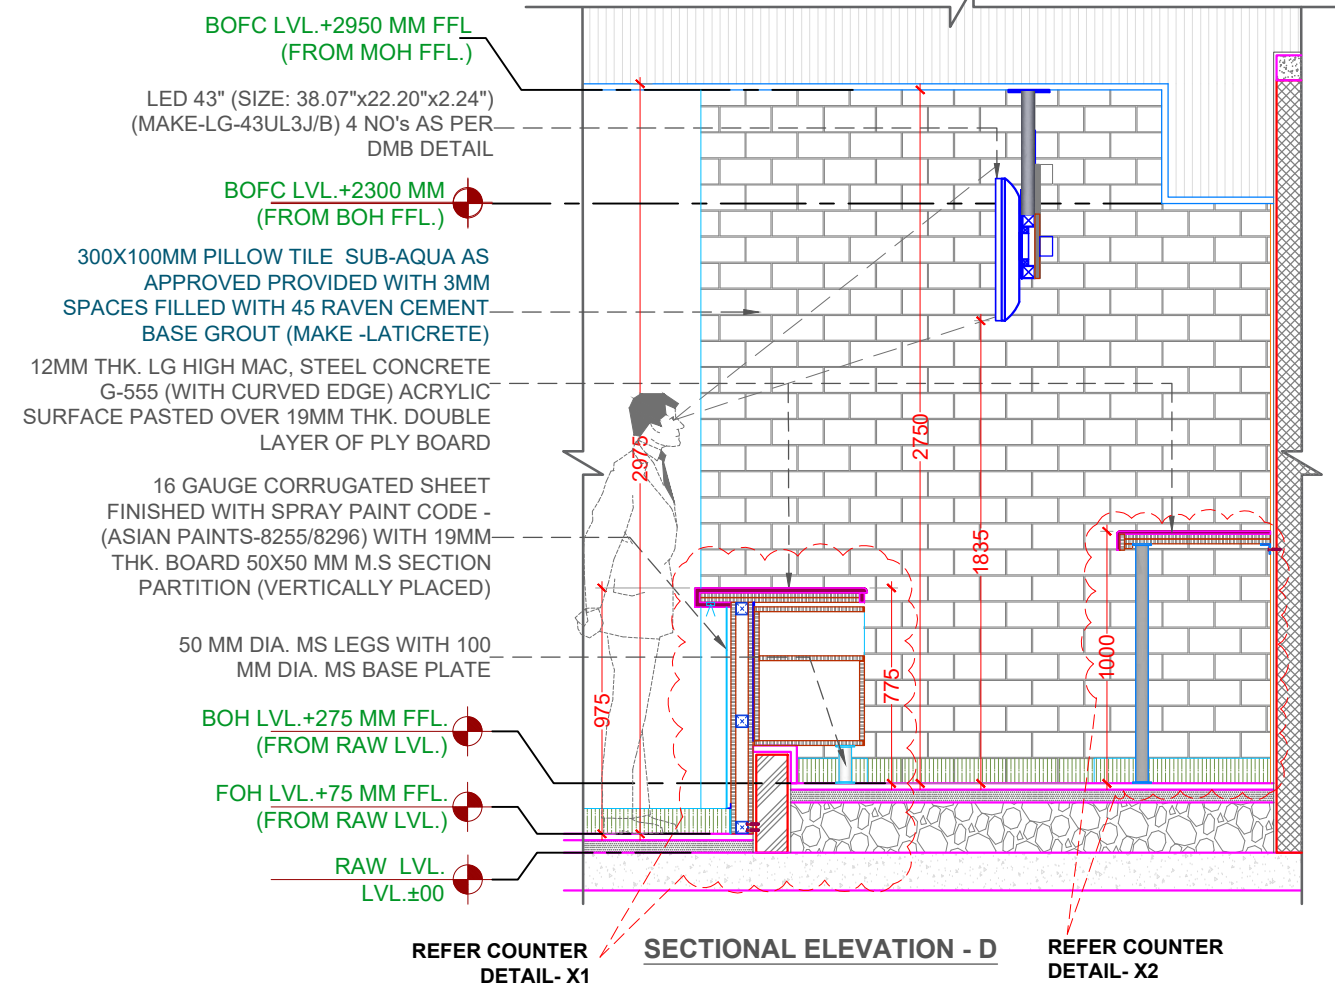 BOFC LVL.+2950 MM FFL
(FROM MOH FFL.)
LED 43" (SIZE: 38.07"x22.20"x2.24")
(MAKE-LG-43UL3J/B) 4 NO's AS PER
DMB DETAIL
BOFC LVL.+2300 MM
(FROM BOH FFL.)
300X100MM PILLOW TILE  SUB-AQUA AS
APPROVED PROVIDED WITH 3MM
SPACES FILLED WITH 45 RAVEN CEMENT
BASE GROUT (MAKE -LATICRETE)
12MM THK. LG HIGH MAC, STEEL CONCRETE
G-555 (WITH CURVED EDGE) ACRYLIC
SURFACE PASTED OVER 19MM THK. DOUBLE
LAYER OF PLY BOARD
16 GAUGE CORRUGATED SHEET
FINISHED WITH SPRAY PAINT CODE -
(ASIAN PAINTS-8255/8296) WITH 19MM
THK. BOARD 50X50 MM M.S SECTION
PARTITION (VERTICALLY PLACED)
50 MM DIA. MS LEGS WITH 100
MM DIA. MS BASE PLATE
BOH LVL.+275 MM FFL.
(FROM RAW LVL.)
FOH LVL.+75 MM FFL.
(FROM RAW LVL.)
RAW  LVL.
LVL.±00
2975
2750
1835
1000
975
775
REFER COUNTER
DETAIL- X1
SECTIONAL ELEVATION - D
REFER COUNTER
DETAIL- X2